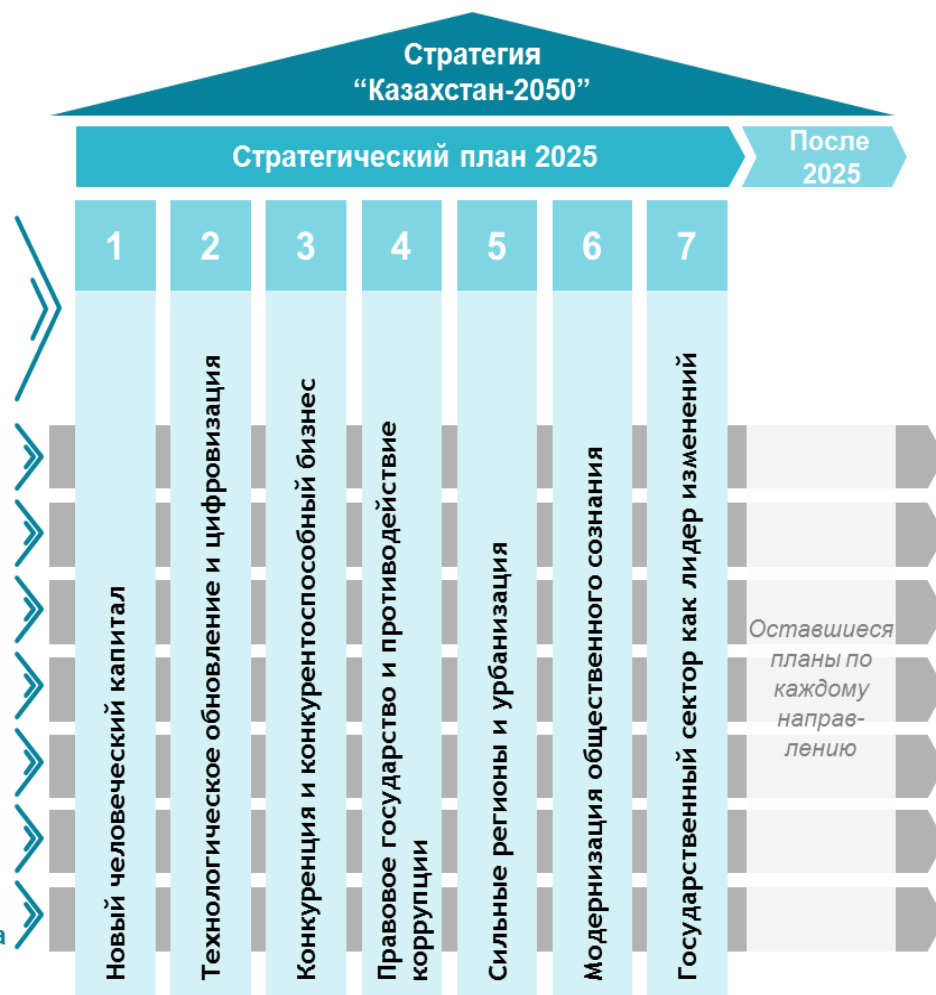 Стратегия
“Казахстан-2050”
Стратегический план 2025
После
2025
1
2
3
4
5
6
7
Новый человеческий капитал
Технологическое обновление и цифровизация
Конкуренция и конкурентоспособный бизнес
Правовое государство и противодействие
коррупции
Сильные регионы и урбанизация
Модернизация общественного сознания
Государственный сектор как лидер изменений
Оставшиеся
планы по
каждому
направ-
лению
а